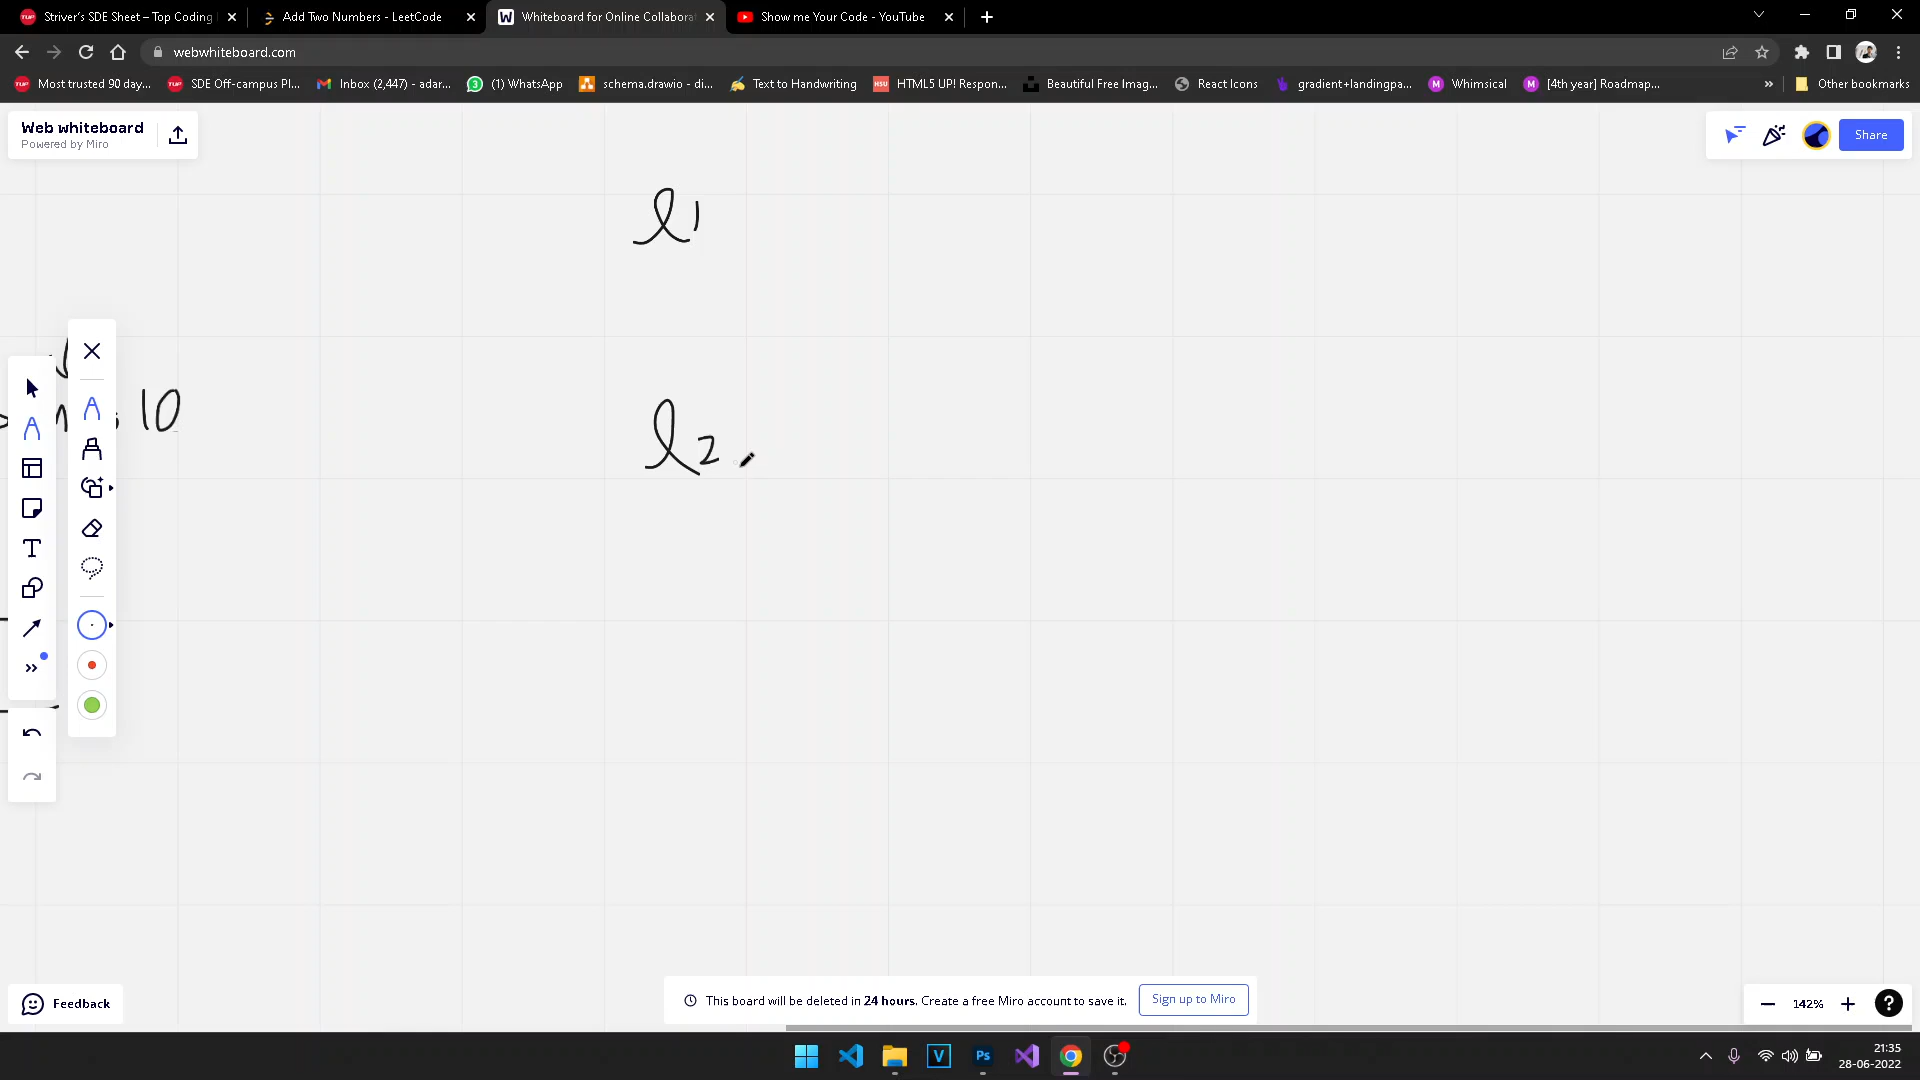 Striver's SDE Sheet – Top Coding
Add Two Numbers - LeetCode
Whiteboard for Online Collabora
Show me Your Code - YouTube
webwhiteboard.com
Most trusted 90 day...
SDE Off-campus Pl...
Inbox (2,447) - adar...
(1) WhatsApp
schema.drawio - di...
Text to Handwriting
HTML5 UP! Respon...
Beautiful Free Imag...
React Icons
gradient+landingpa...
Whimsical
[4th year] Roadmap...
Other bookmarks
Web whiteboard
Powered by Miro
Share
l1
10
l2
Feedback
This board will be deleted in 24 hours. Create a free Miro account to save it.
Sign up to Miro
142%
21:35
28-06-2022